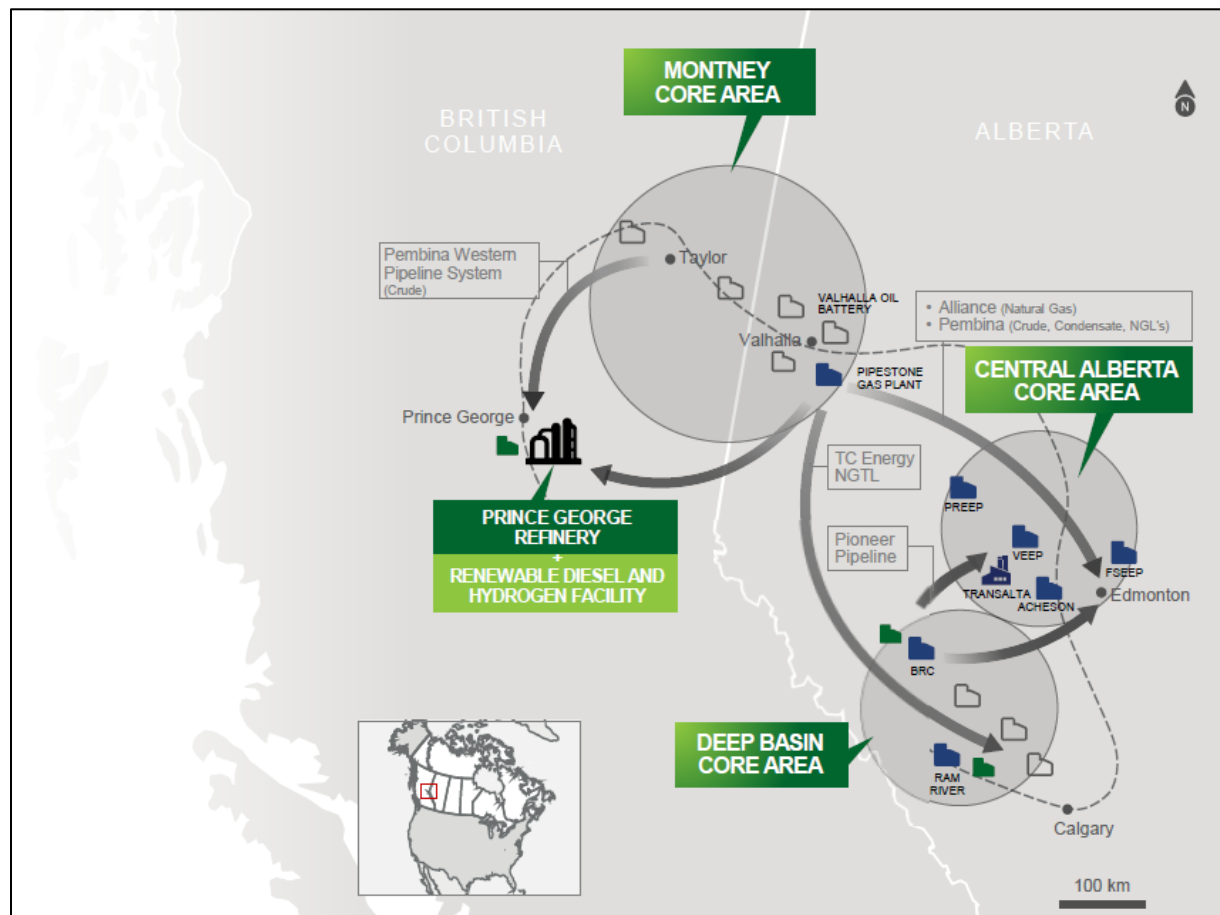 MONTNEY
CORE AREA
BRITISH
COLUMBIA
ALBERTA
N
Pembina Western
Pipeline System
(Crude)
Taylor
VALHALLA OIL
BATTERY
Valhalla
• Alliance (Natural Gas)
• Pembina (Crude, Condensate, NGL's)
PIPESTONE
GAS PLANT
CENTRAL ALBERTA
CORE AREA
Prince George
TC Energy
NGTL
PREEP
PRINCE GEORGE
REFINERY
+
RENEWABLE DIESEL AND
HYDROGEN FACILITY
Pioneer
Pipeline
VEEP
FSEEP
TRANSALTA
ACHESON
Edmonton
BRC
DEEP BASIN
CORE AREA
RAM
RIVER
Calgary
100 km